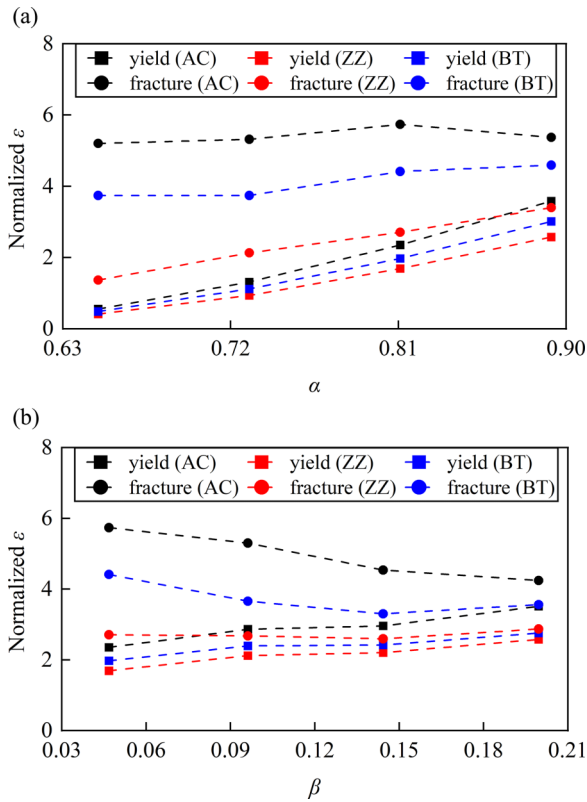 (a)
8
yield (AC) yield (ZZ) yield (BT)
fracture (AC) fracture (ZZ) fracture (BT)
6
Normalized ε
4
2
0
0.63 0.72 0.81 0.90
α
(b)
8
yield (AC) yield (ZZ) yield (BT)
fracture (AC) fracture (ZZ) fracture (BT)
6
Normalized ε
4
2
0
0.03 0.06 0.09 0.12 0.15 0.18 0.21
β